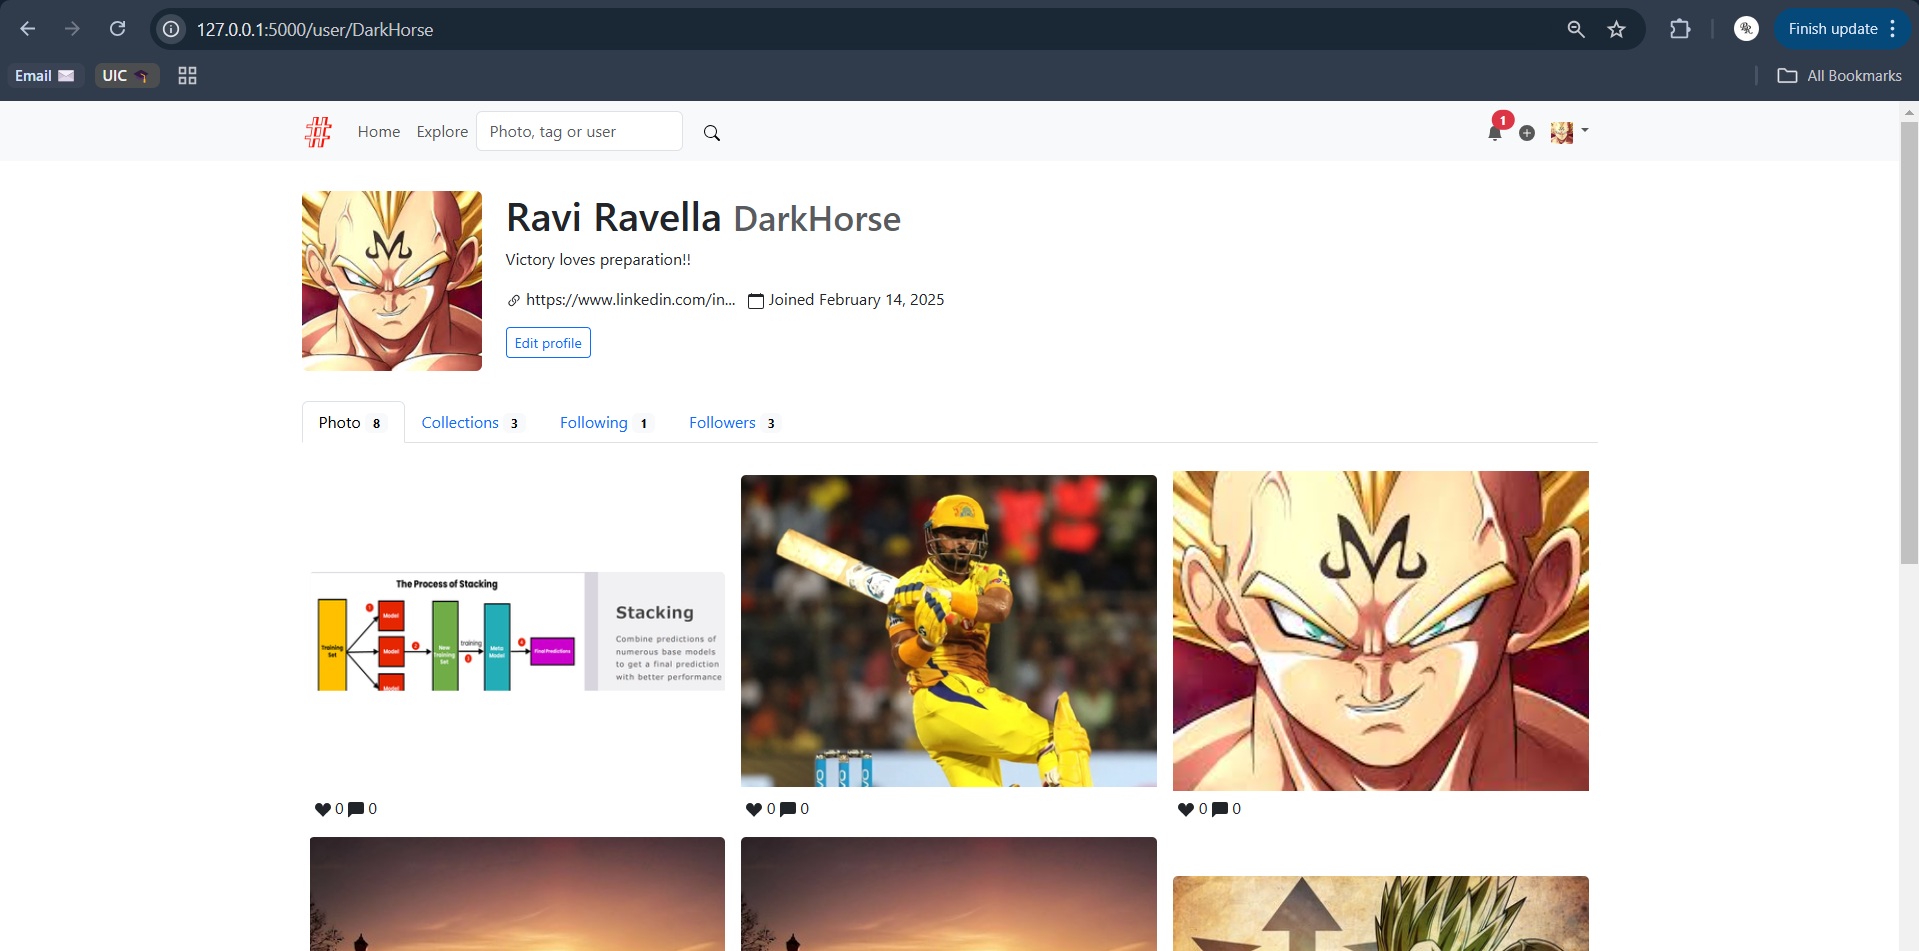 127.0.0.1:5000/user/DarkHorse
Finish update
Email
UIC
All Bookmarks
#
Home
Explore
Photo, tag or user
1
Ravi Ravella DarkHorse
Victory loves preparation!!
https://www.linkedin.com/in...
Joined February 14, 2025
Edit profile
Photo 8
Collections 3
Following 1
Followers 3
The Process of Stacking
Training Set
1
Model
Model
Model
2
New Training Set
training
3
Meta Model
4
Final Predictions
Stacking
Combine predictions of
numerous base models
to get a final prediction
with better performance
0 0
0 0
0 0